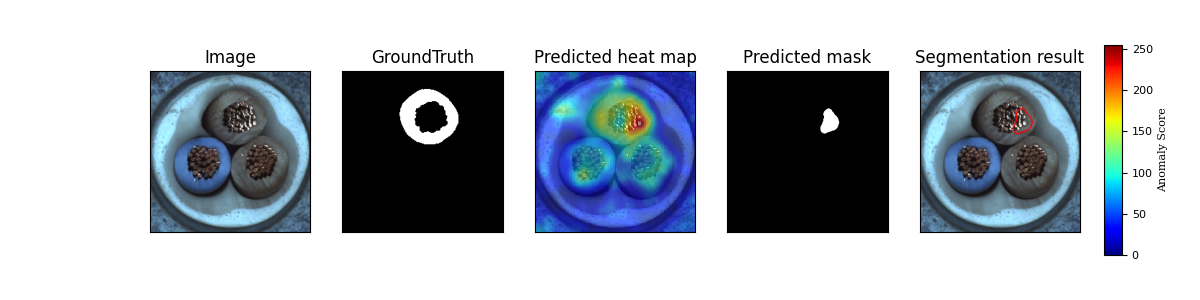 Image
GroundTruth
Predicted heat map
Predicted mask
Segmentation result
250
200
150
100
50
0
Anomaly Score